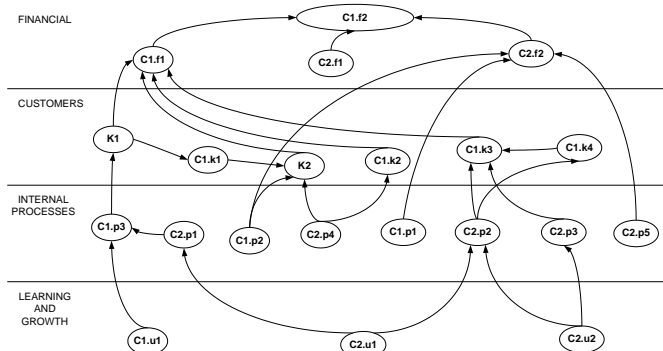 FINANCIAL
C1.f2
C1.f1
C2.f1
C2.f2
CUSTOMERS
K1
C1.k1
K2
C1.k2
C1.k3
C1.k4
INTERNAL
PROCESSES
C1.p3
C2.p1
C1.p2
C2.p4
C1.p1
C2.p2
C2.p3
C2.p5
LEARNING
AND
GROWTH
C1.u1
C2.u1
C2.u2